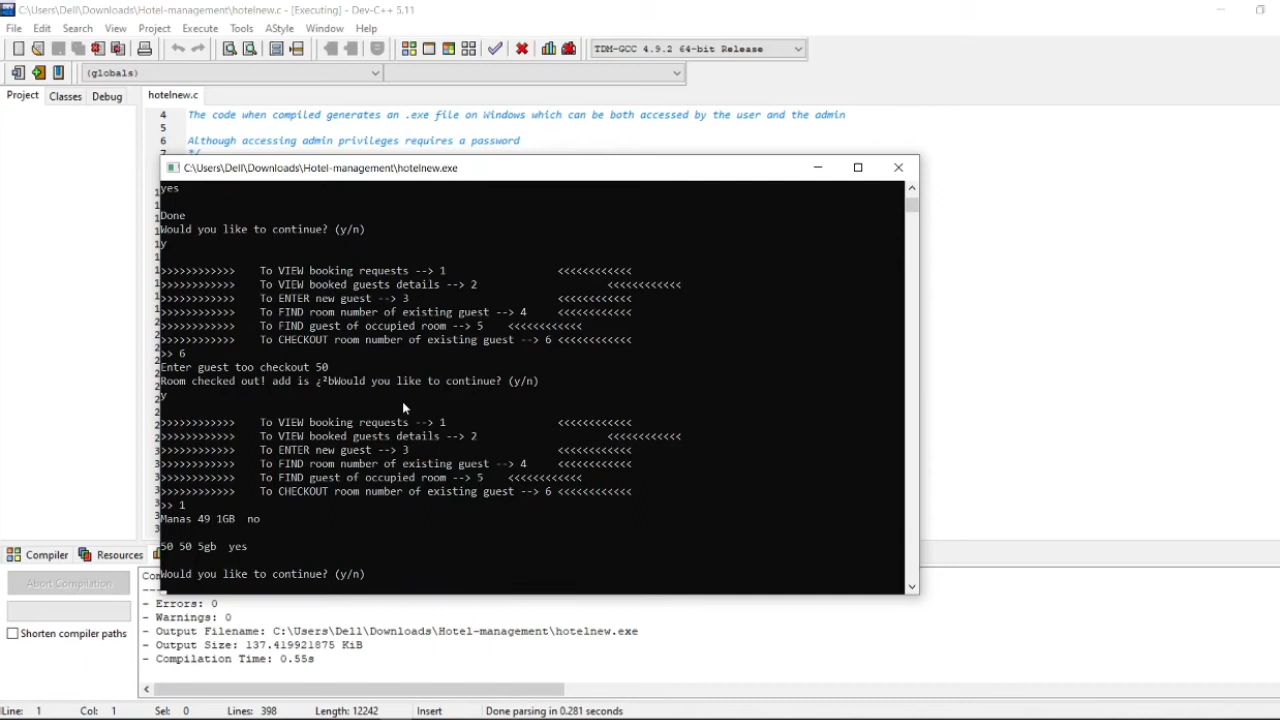 C:\Users\Dell\Downloads\Hotel-management\hotelnew.c - [Executing] - Dev-C++ 5.11
File Edit Search View Project Execute Tools AStyle Window Help
TDM-GCC 4.9.2 64-bit Release
(globals)
Project Classes Debug
hotelnew.c
4 The code when compiled generates an .exe file on Windows which can be both accessed by the user and the admin
5
6 Although accessing admin privileges requires a password
*/
C:\Users\Dell\Downloads\Hotel-management\hotelnew.exe
yes
Done
Would you like to continue? (y/n)
y
>>>>>>>>>>>> To VIEW booking requests --> 1 <<<<<<<<<<<<
>>>>>>>>>>>> To VIEW booked guests details --> 2 <<<<<<<<<<<<
>>>>>>>>>>>> To ENTER new guest --> 3 <<<<<<<<<<<<
>>>>>>>>>>>> To FIND room number of existing guest --> 4 <<<<<<<<<<<<
>>>>>>>>>>>> To FIND guest of occupied room --> 5 <<<<<<<<<<<<
>>>>>>>>>>>> To CHECKOUT room number of existing guest --> 6 <<<<<<<<<<<<
>> 6
Enter guest too checkout 50
Room checked out! add is ¿²bWould you like to continue? (y/n)
y
>>>>>>>>>>>> To VIEW booking requests --> 1 <<<<<<<<<<<<
>>>>>>>>>>>> To VIEW booked guests details --> 2 <<<<<<<<<<<<
>>>>>>>>>>>> To ENTER new guest --> 3 <<<<<<<<<<<<
>>>>>>>>>>>> To FIND room number of existing guest --> 4 <<<<<<<<<<<<
>>>>>>>>>>>> To FIND guest of occupied room --> 5 <<<<<<<<<<<<
>>>>>>>>>>>> To CHECKOUT room number of existing guest --> 6 <<<<<<<<<<<<
>> 1
Manas 49 1GB no
50 50 5gb yes
Would you like to continue? (y/n)
Compiler Resources
Abort Compilation
Shorten compiler paths
- Errors: 0
- Warnings: 0
- Output Filename: C:\Users\Dell\Downloads\Hotel-management\hotelnew.exe
- Output Size: 137.419921875 KiB
- Compilation Time: 0.55s
Line: 1 Col: 1 Sel: 0 Lines: 398 Length: 12242 Insert Done parsing in 0.281 seconds